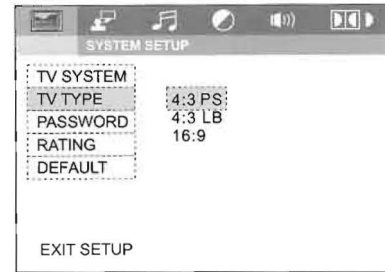 SYSTEM SETUP
TV SYSTEM
TV TYPE
4:3 PS
PASSWORD
4:3 LB
RATING
16:9
DEFAULT
EXIT SETUP